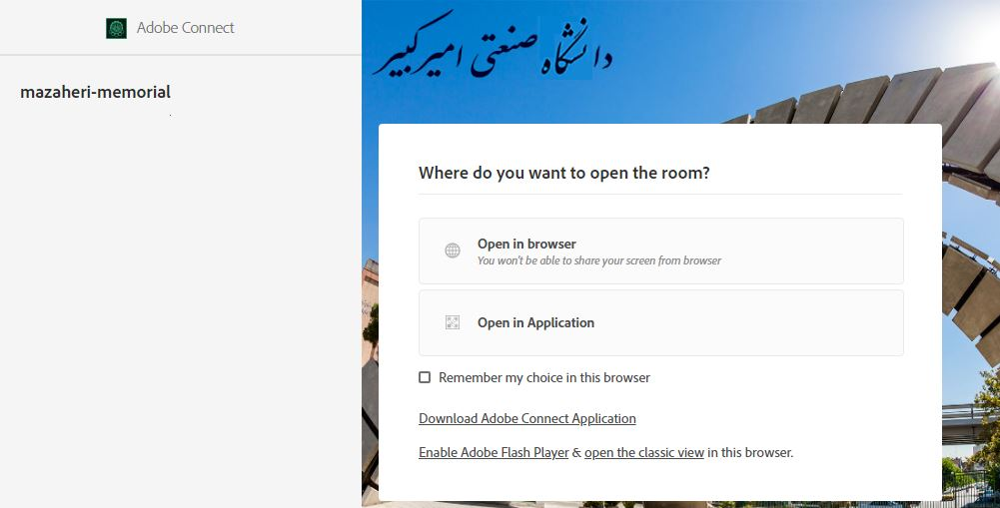 Adobe Connect
mazaheri-memorial
دانشگاه صنعتی امیرکبیر
Where do you want to open the room?
Open in browser
You won't be able to share your screen from browser
Open in Application
Remember my choice in this browser
Download Adobe Connect Application
Enable Adobe Flash Player & open the classic view in this browser.